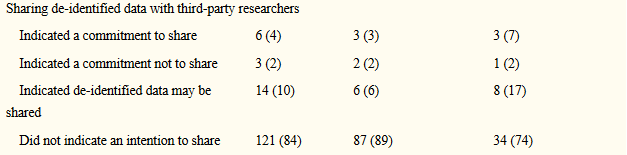 Sharing de-identified data with third-party researchers
Indicated a commitment to share 6 (4) 3 (3) 3 (7)
Indicated a commitment not to share 3 (2) 2 (2) 1 (2)
Indicated de-identified data may be 14 (10) 6 (6) 8 (17)
shared
Did not indicate an intention to share 121 (84) 87 (89) 34 (74)